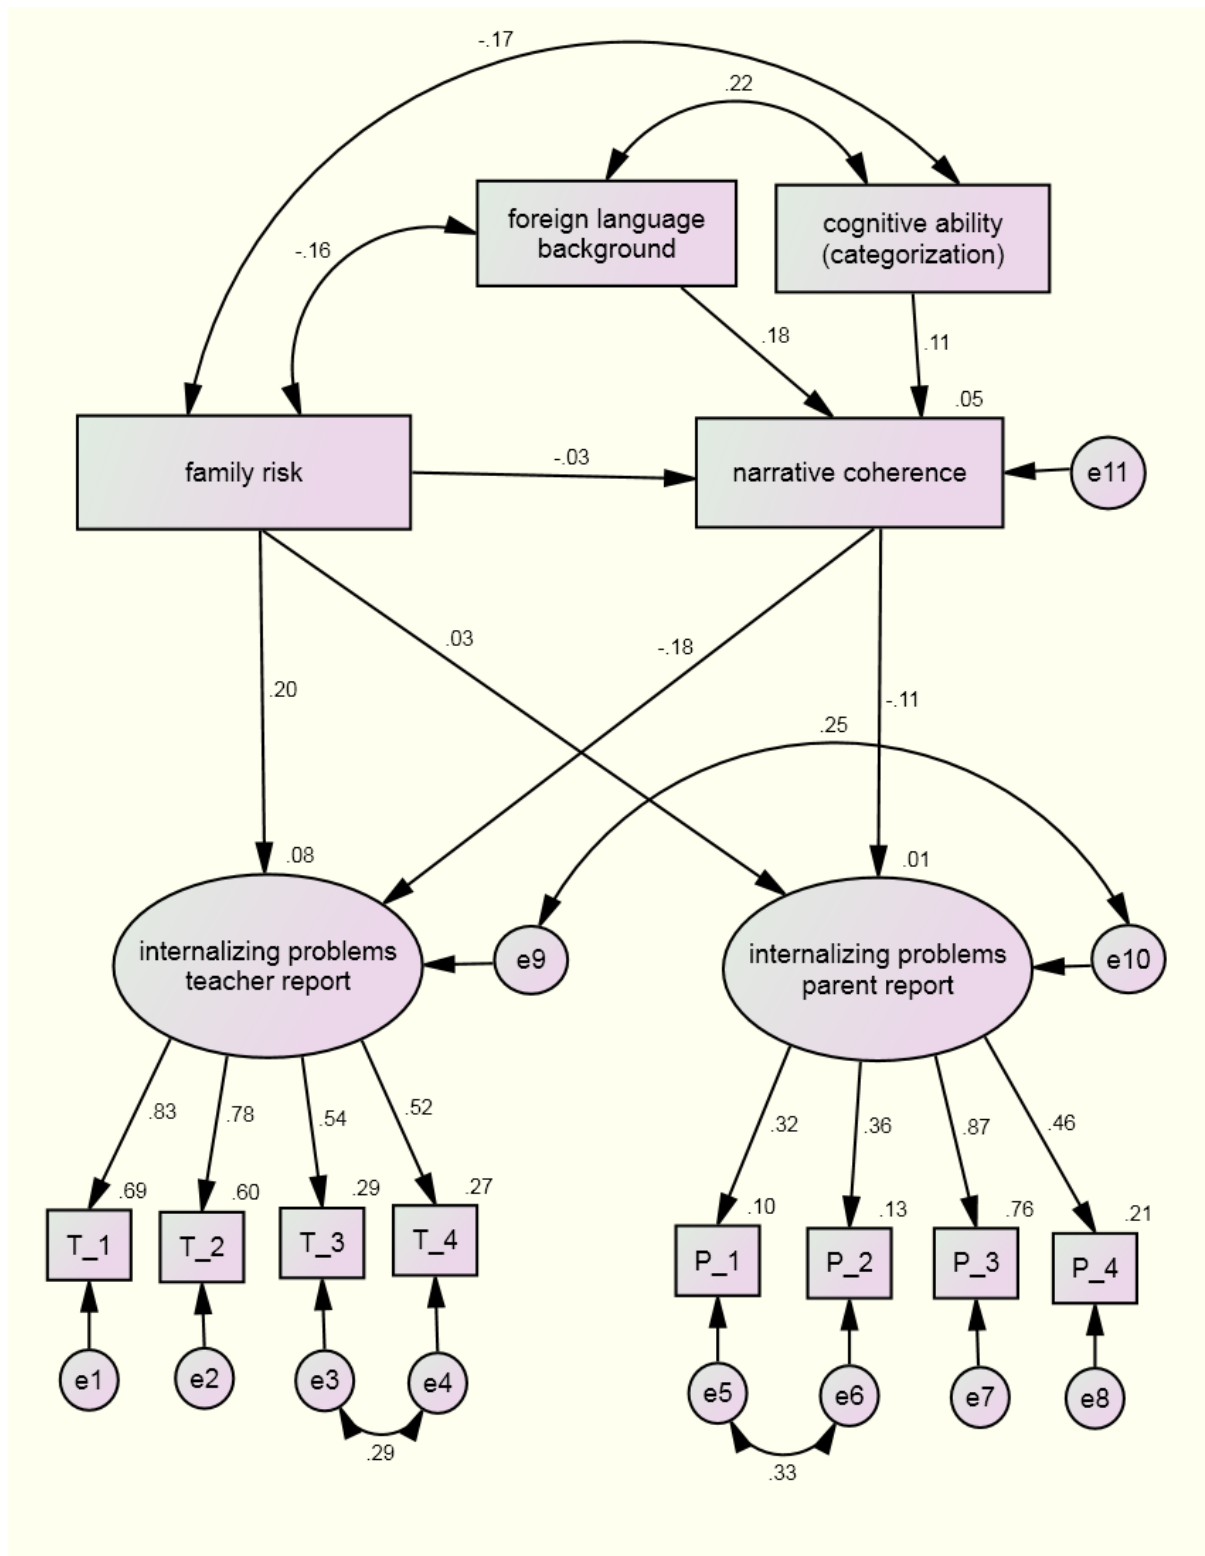 -.17
.22
foreign language
background
cognitive ability
(categorization)
-.16
.18
.11
.05
family risk
-.03
narrative coherence
e11
.03
-.18
.20
-.11
.25
.08
.01
internalizing problems
teacher report
e9
internalizing problems
parent report
e10
.83
.78
.54
.52
.32
.36
.87
.46
.69
.60
.29
.27
.10
.13
.76
.21
T_1
T_2
T_3
T_4
P_1
P_2
P_3
P_4
e1
e2
e3
e4
e5
e6
e7
e8
.29
.33